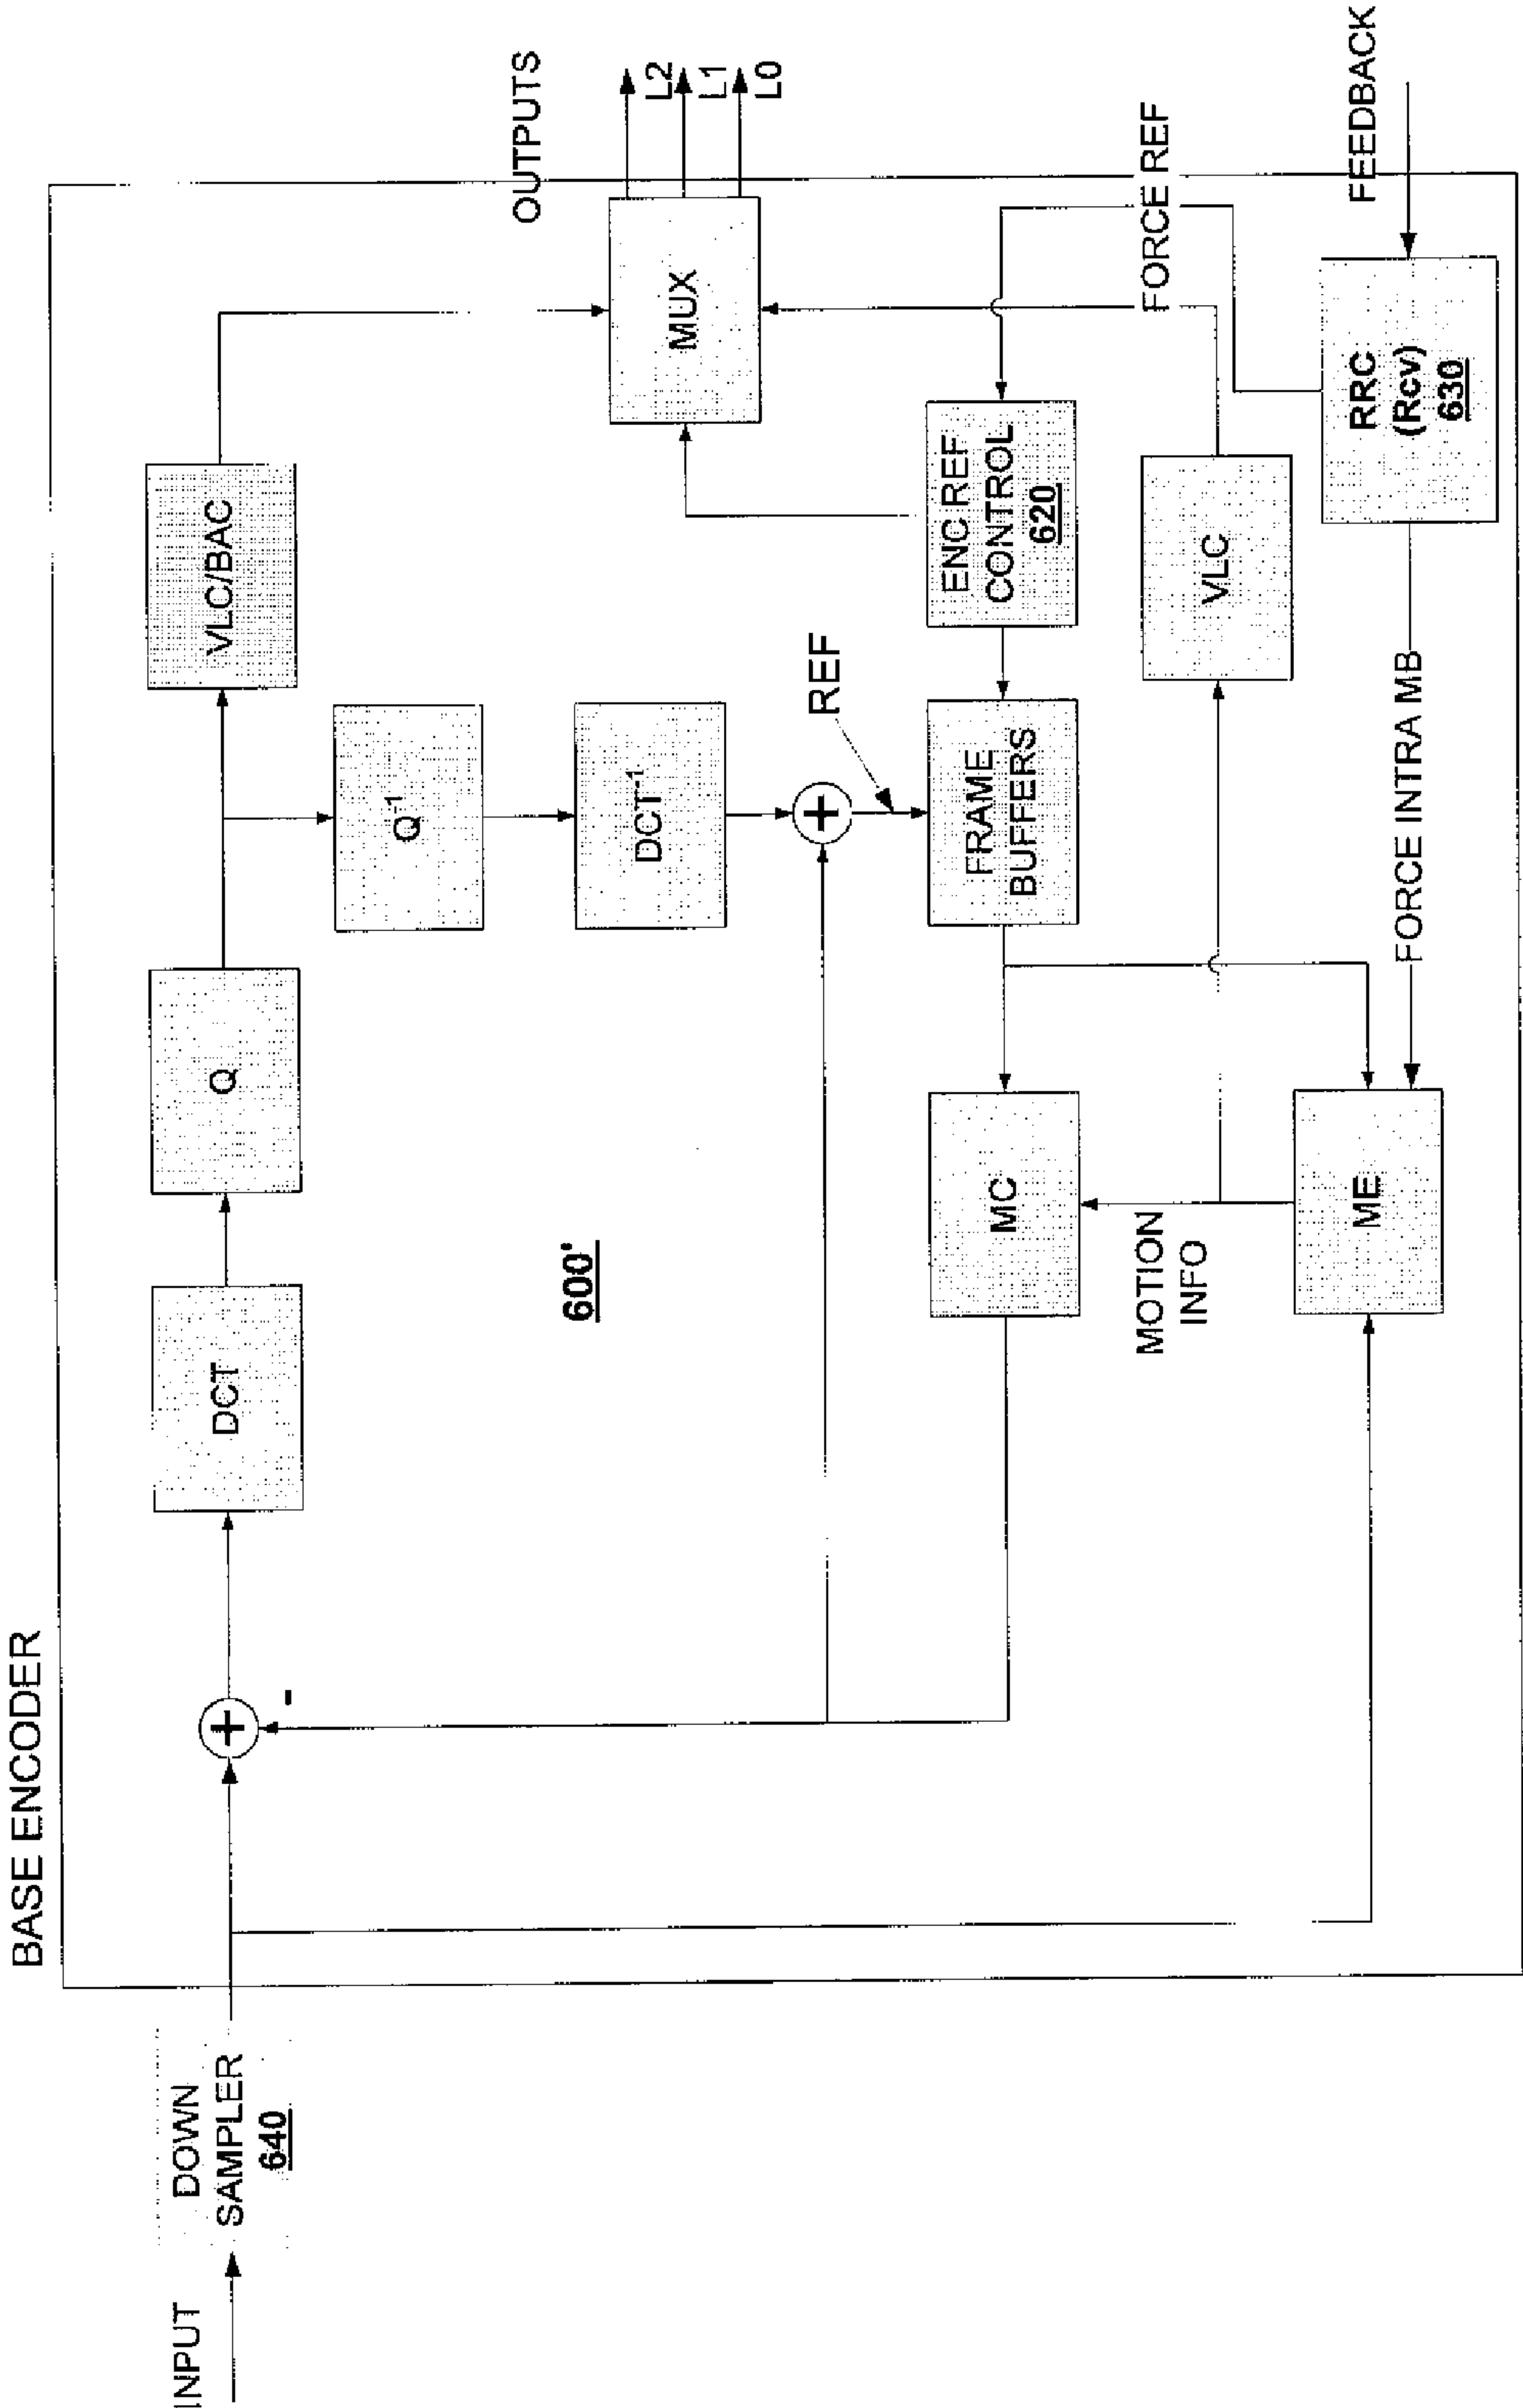 BASE ENCODER
INPUT
DOWN
SAMPLER
640
+
-
DCT
Q
VLC/BAC
Q-1
DCT-1
+
REF
600'
MUX
OUTPUTS
L2
L1
L0
MC
FRAME
BUFFERS
ENC REF
CONTROL
620
FORCE REF
MOTION
INFO
VLC
ME
FORCE INTRA MB
RRC
(Rcv)
630
FEEDBACK